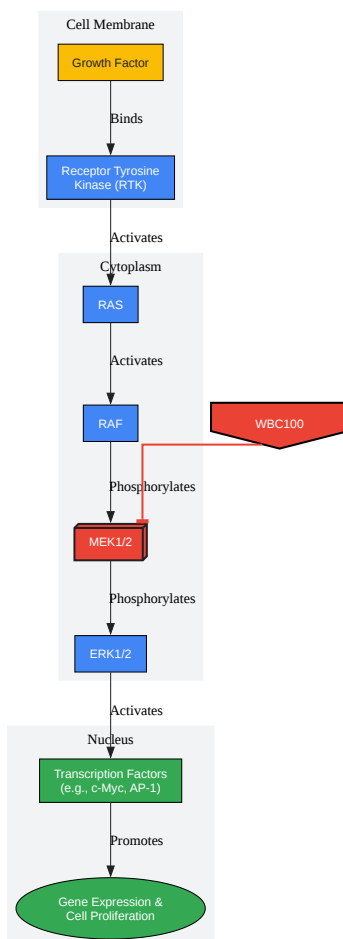 Cell Membrane
Growth Factor
Binds
Receptor Tyrosine
Kinase (RTK)
Activates
Cytoplasm
RAS
Activates
RAF
WBC100
Phosphorylates
MEK1/2
Phosphorylates
ERK1/2
Activates
Nucleus
Transcription Factors
(e.g., c-Myc, AP-1)
Promotes
Gene Expression &
Cell Proliferation